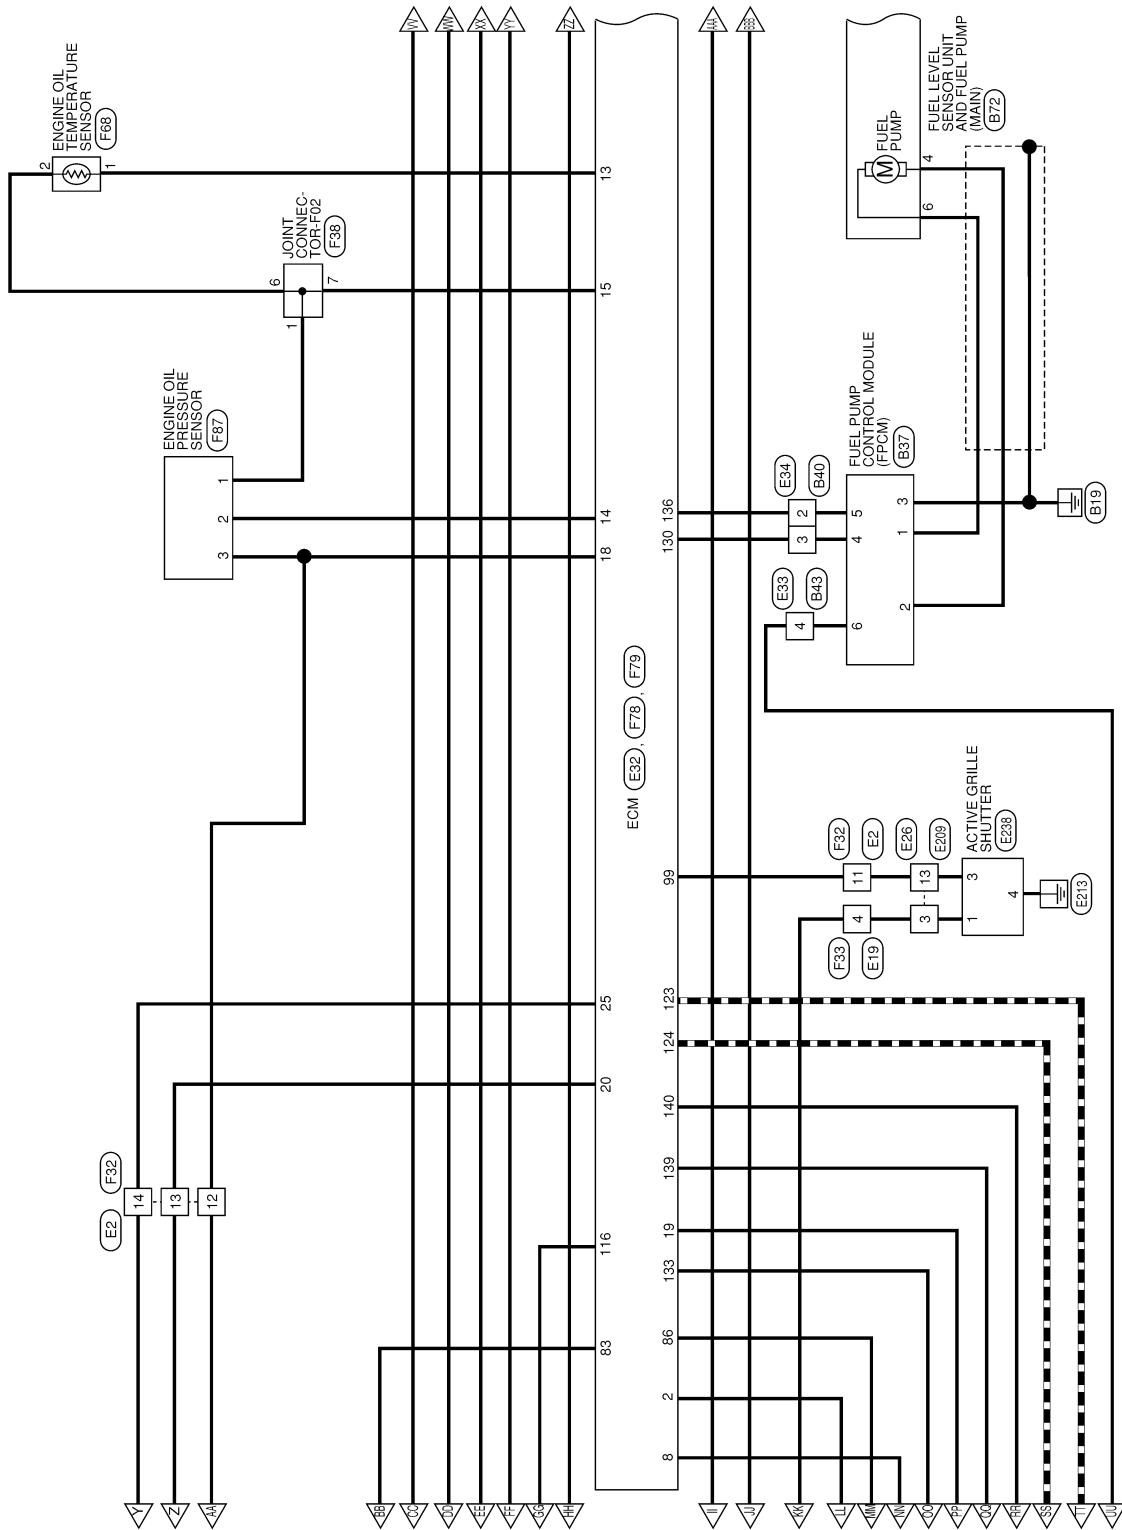 VV
WW
XX
YY
ZZ
AAA
BBB
ENGINE OIL
TEMPERATURE
SENSOR
F68
2
1
13
JOINT
CONNEC-
TOR-F02
F38
6
7
1
15
ENGINE OIL
PRESSURE
SENSOR
F87
1
2
3
14
18
FUEL LEVEL
SENSOR UNIT
AND FUEL PUMP
(MAIN)
B72
FUEL
PUMP
M
4
6
FUEL PUMP
CONTROL MODULE
(FPCM)
B37
E34
B40
136
2
5
130
3
4
3
1
2
B19
E33
B43
4
6
ECM E32, F78, F79
ACTIVE GRILLE
SHUTTER
E238
F32
E2
E26
E209
99
11
13
3
4
E213
4
3
1
F33
E19
25
20
123
124
140
139
19
133
86
2
8
116
83
F32
E2
14
13
12
Y
Z
AA
BB
CC
DD
EE
FF
GG
HH
II
JJ
KK
LL
MM
NN
OO
PP
QQ
RR
SS
TT
UU